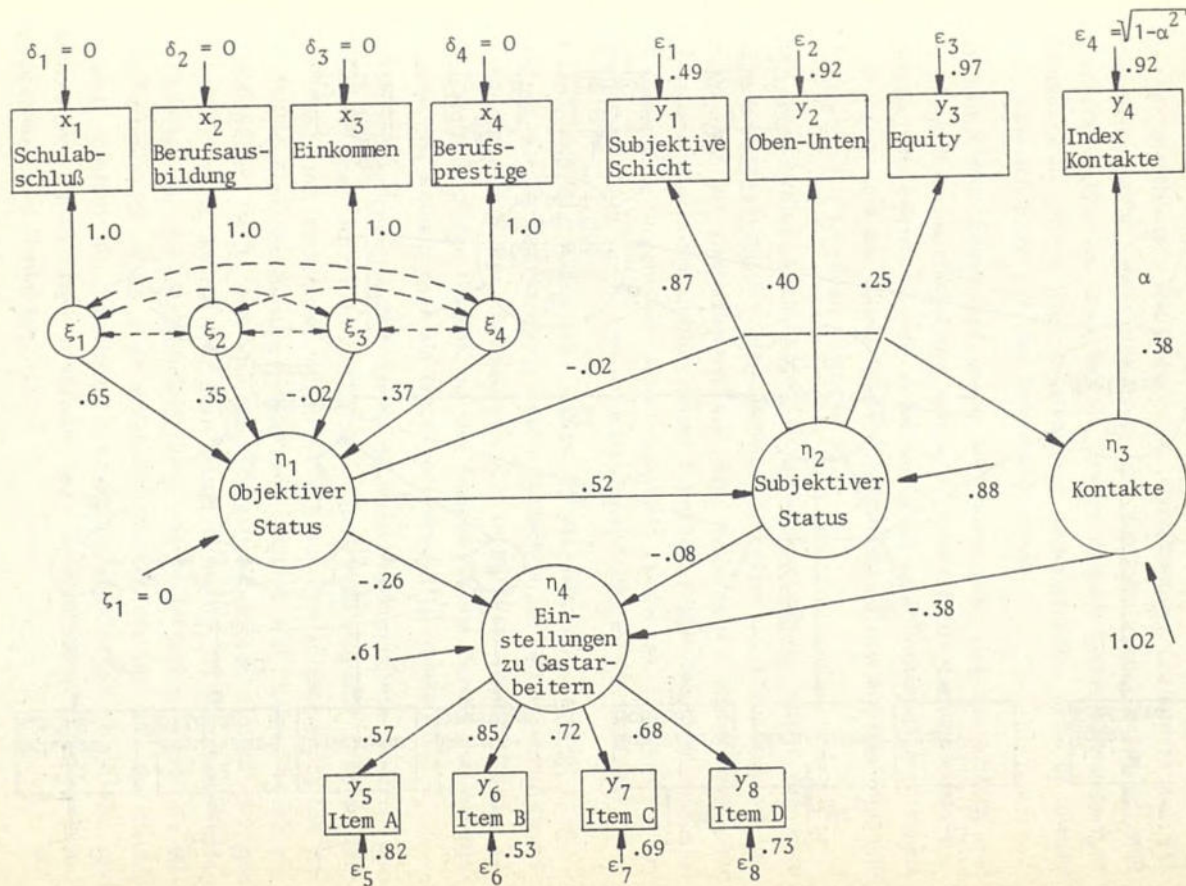 δ1 = 0
δ2 = 0
δ3 = 0
δ4 = 0
ε1
ε2
ε3
ε4 = √1-α²
.49
.92
.97
.92
x1
Schulab-
schluß
x2
Berufsaus-
bildung
x3
Einkommen
x4
Berufs-
prestige
y1
Subjektive
Schicht
y2
Oben-Unten
y3
Equity
y4
Index
Kontakte
1.0
1.0
1.0
1.0
.87
.40
.25
α
.38
ξ1
ξ2
ξ3
ξ4
.65
.35
-.02
.37
-.02
η1
Objektiver
Status
.52
η2
Subjektiver
Status
.88
η3
Kontakte
ζ1 = 0
-.26
-.08
-.38
1.02
η4
Ein-
stellungen
zu Gastar-
beitern
.61
.57
.85
.72
.68
y5
Item A
y6
Item B
y7
Item C
y8
Item D
ε5
.82
ε6
.53
ε7
.69
ε8
.73